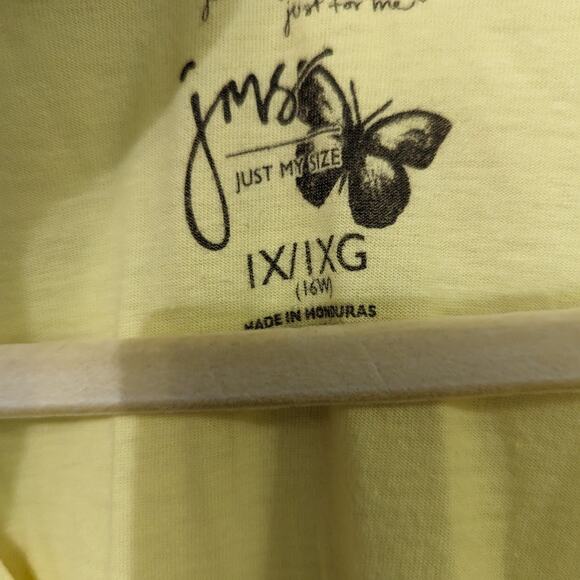 just for me
jms
JUST MY SIZE
1X/1XG
(16W)
MADE IN HONDURAS